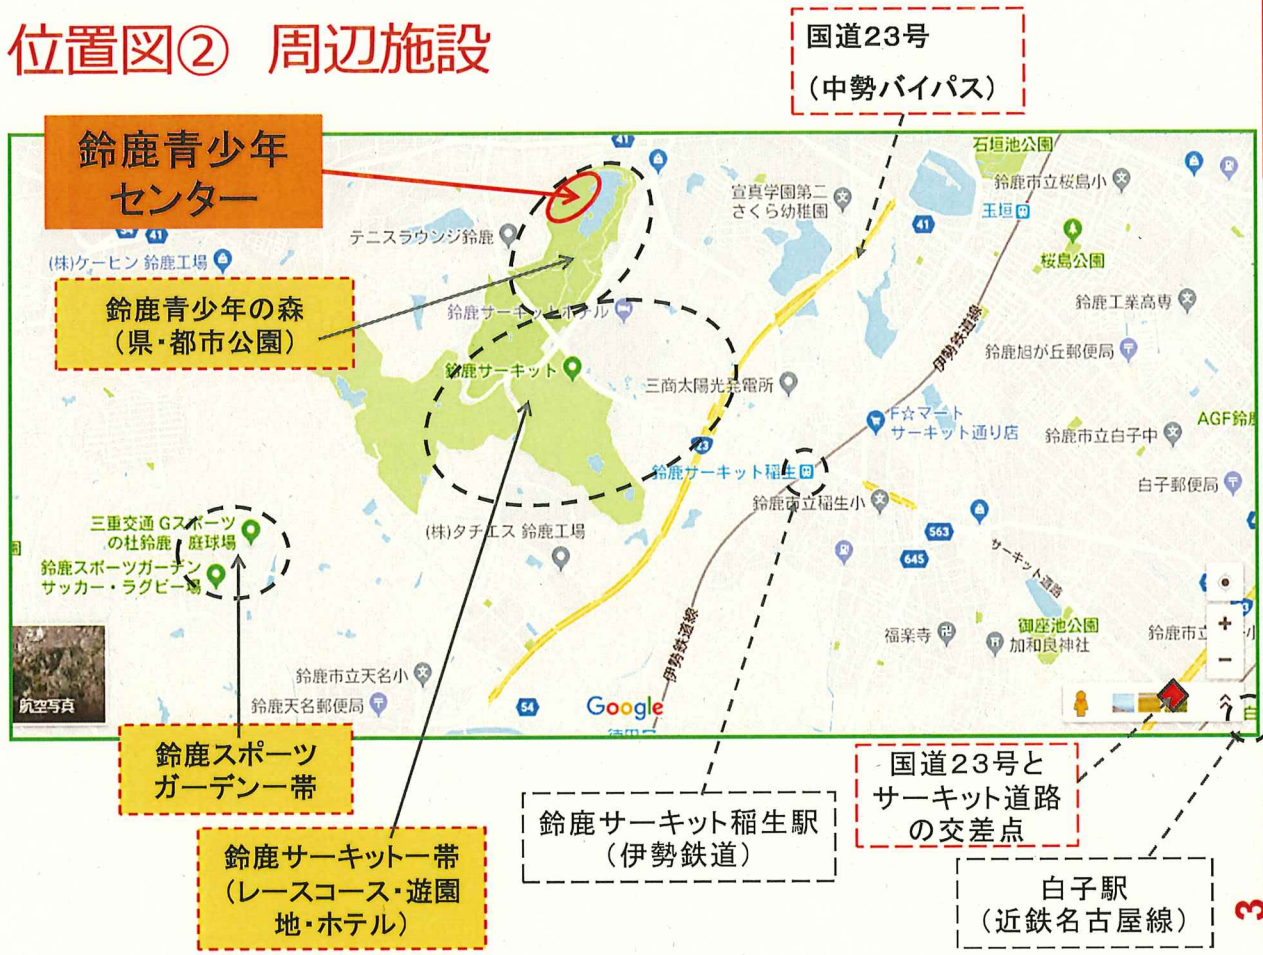 位置図② 周辺施設
国道23号
（中勢バイパス）
鈴鹿青少年
センター
41
石垣池公園
鈴鹿市立桜島小
宣真学園第二
さくら幼稚園
玉垣
41
41
テニスラウンジ鈴鹿
(株)ケーヒン 鈴鹿工場
桜島公園
鈴鹿青少年の森
（県・都市公園）
鈴鹿サーキットホテル
鈴鹿工業高専
伊勢鉄道線
鈴鹿旭が丘郵便局
鈴鹿サーキット
三商太陽光発電所
F☆マート
サーキット通り店
AGF鈴鹿
鈴鹿市立白子中
23
鈴鹿サーキット稲生
白子郵便局
鈴鹿市立稲生小
三重交通 Gスポーツ
の杜鈴鹿 庭球場
(株)タチエス 鈴鹿工場
563
645
サーキット道路
鈴鹿スポーツガーデン
サッカー・ラグビー場
御座池公園
福楽寺
加和良神社
鈴鹿市立
小
伊勢鉄道線
鈴鹿市立天名小
鈴鹿天名郵便局
航空写真
54
Google
白
鈴鹿スポーツ
ガーデン一帯
国道23号と
サーキット道路
の交差点
鈴鹿サーキット稲生駅
（伊勢鉄道）
鈴鹿サーキット一帯
（レースコース・遊園
地・ホテル）
白子駅
（近鉄名古屋線）
3